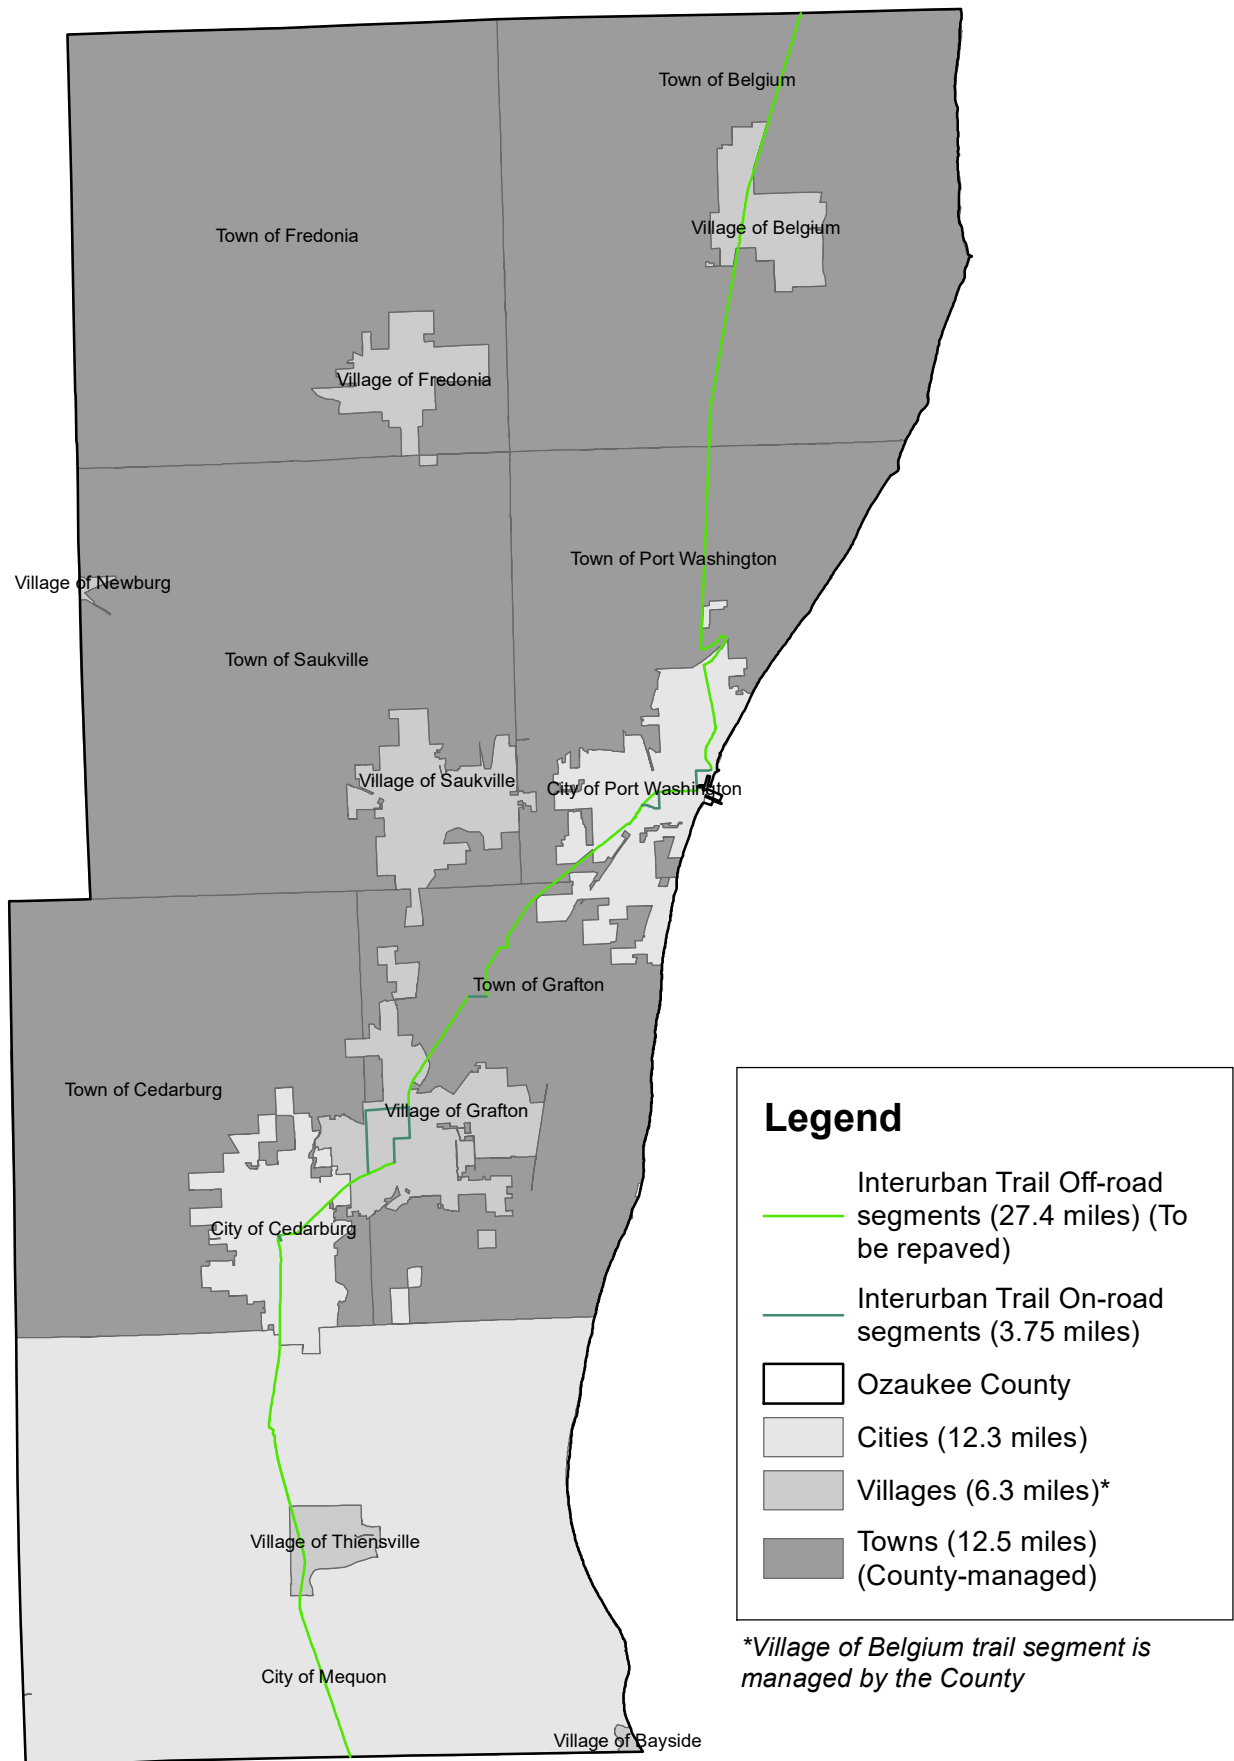 Town of Belgium
Village of Belgium
Town of Fredonia
Village of Fredonia
Town of Port Washington
Village of Newburg
Town of Saukville
Village of Saukville
City of Port Washington
Town of Grafton
Town of Cedarburg
Village of Grafton
City of Cedarburg
Village of Thiensville
City of Mequon
Village of Bayside
Legend
Interurban Trail Off-road
segments (27.4 miles) (To
be repaved)
Interurban Trail On-road
segments (3.75 miles)
Ozaukee County
Cities (12.3 miles)
Villages (6.3 miles)*
Towns (12.5 miles)
(County-managed)
*Village of Belgium trail segment is
managed by the County